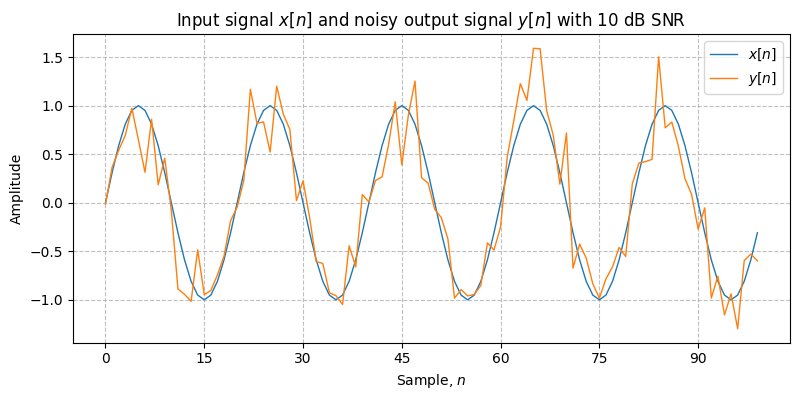 Input signal x[n] and noisy output signal y[n] with 10 dB SNR
x[n]
y[n]
1.5
1.0
0.5
0.0
−0.5
−1.0
Amplitude
0 15 30 45 60 75 90
Sample, n